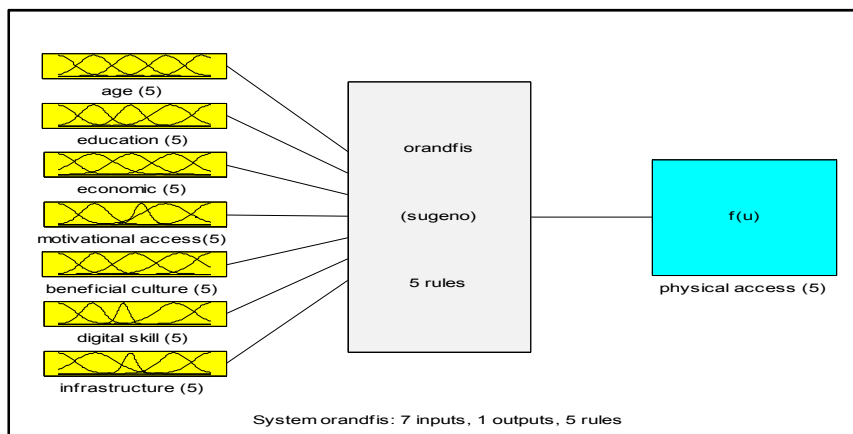 age (5)
education (5)
economic (5)
motivational access(5)
beneficial culture (5)
digital skill (5)
infrastructure (5)
orandfis
(sugeno)
5 rules
f(u)
physical access (5)
System orandfis: 7 inputs, 1 outputs, 5 rules